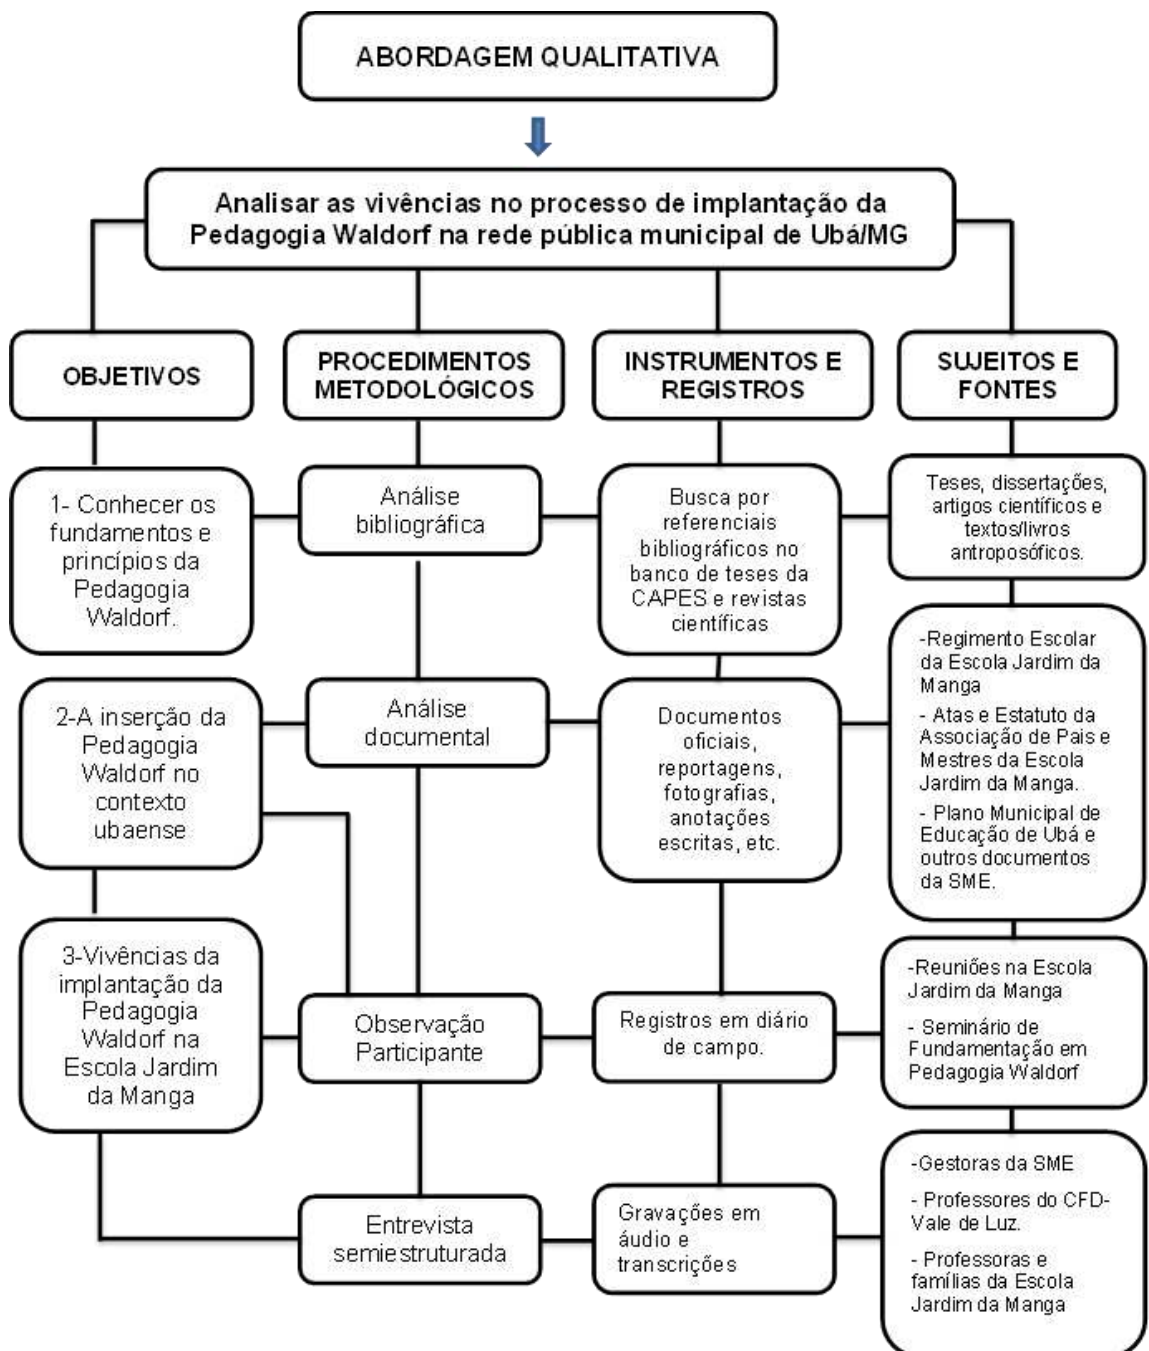 ABORDAGEM QUALITATIVA
Analisar as vivências no processo de implantação da
Pedagogia Waldorf na rede pública municipal de Ubá/MG
OBJETIVOS
PROCEDIMENTOS
METODOLÓGICOS
INSTRUMENTOS E
REGISTROS
SUJEITOS E
FONTES
1- Conhecer os
fundamentos e
princípios da
Pedagogia
Waldorf.
Análise
bibliográfica
Busca por
referenciais
bibliográficos no
banco de teses da
CAPES e revistas
científicas
Teses, dissertações,
artigos científicos e
textos/livros
antroposóficos.
2-A inserção da
Pedagogia
Waldorf no
contexto
ubaense
Análise
documental
Documentos
oficiais,
reportagens,
fotografias,
anotações
escritas, etc.
-Regimento Escolar
da Escola Jardim da
Manga
- Atas e Estatuto da
Associação de Pais e
Mestres da Escola
Jardim da Manga.
- Plano Municipal de
Educação de Ubá e
outros documentos
da SME.
3-Vivências da
implantação da
Pedagogia
Waldorf na
Escola Jardim
da Manga
Observação
Participante
Registros em diário
de campo.
-Reuniões na Escola
Jardim da Manga
- Seminário de
Fundamentação em
Pedagogia Waldorf
Entrevista
semiestruturada
Gravações em
áudio e
transcrições
-Gestoras da SME
- Professores do CFD-
Vale de Luz.
- Professoras e
famílias da Escola
Jardim da Manga